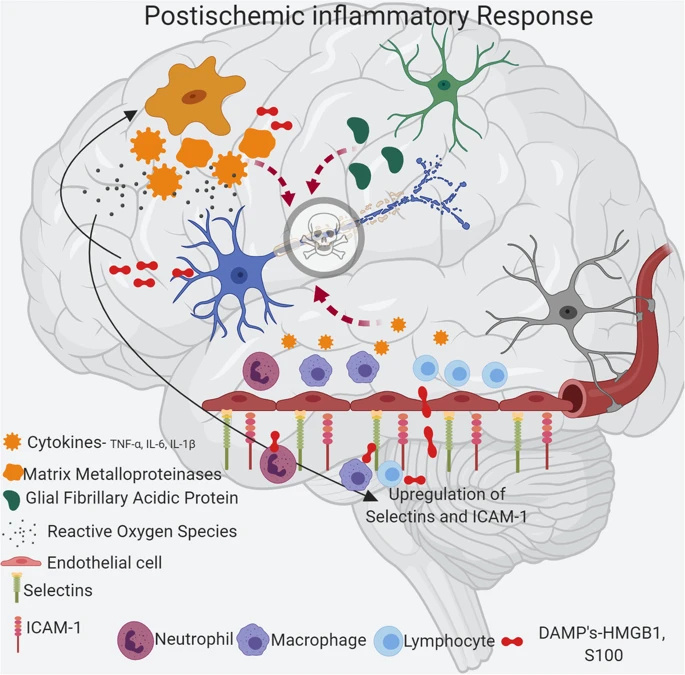 Postischemic inflammatory Response
Cytokines- TNF-α, IL-6, IL-1β
Matrix Metalloproteinases
Glial Fibrillary Acidic Protein
Reactive Oxygen Species
Endothelial cell
Selectins
ICAM-1
Upregulation of
Selectins and ICAM-1
Neutrophil
Macrophage
Lymphocyte
DAMP's-HMGB1,
S100